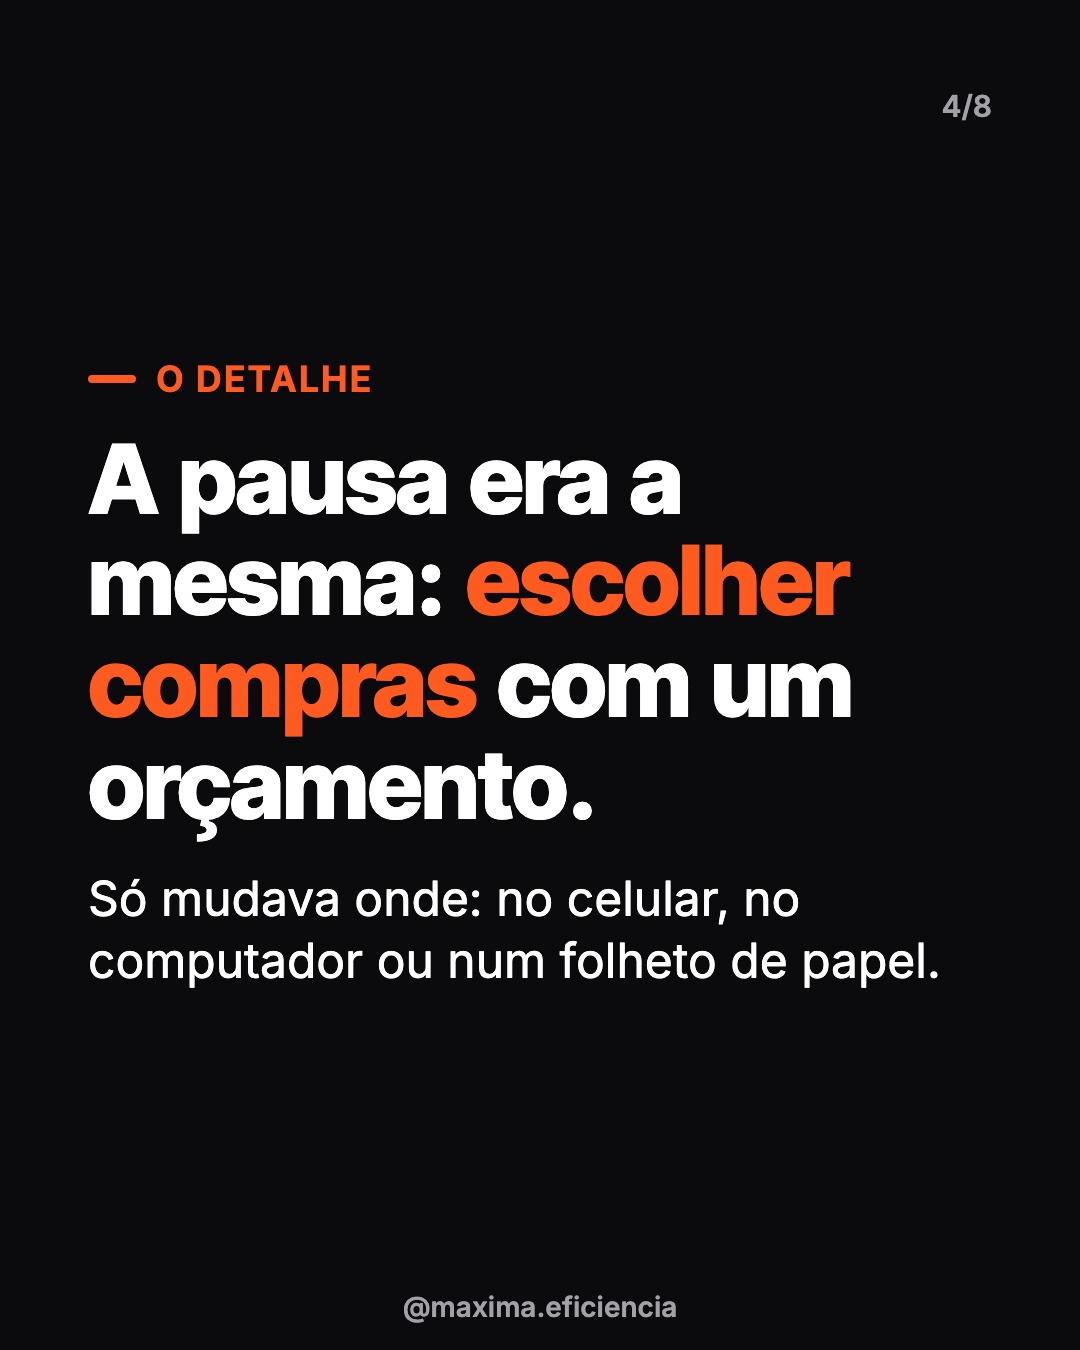 4/8
O DETALHE
A pausa era a
mesma: escolher
compras com um
orçamento.
Só mudava onde: no celular, no
computador ou num folheto de papel.
@maxima.eficiencia